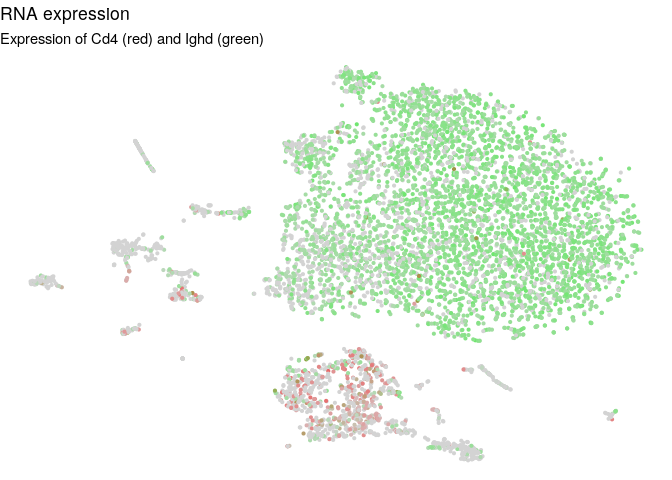 RNA expression
Expression of Cd4 (red) and Ighd (green)